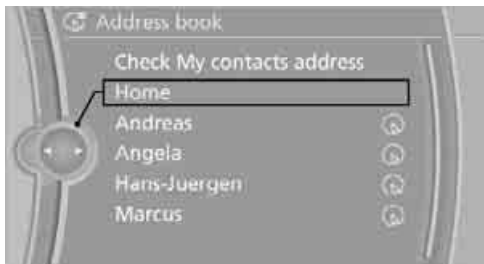 Address book
Check My contacts address
Home
Andreas
Angela
Hans-Juergen
Marcus